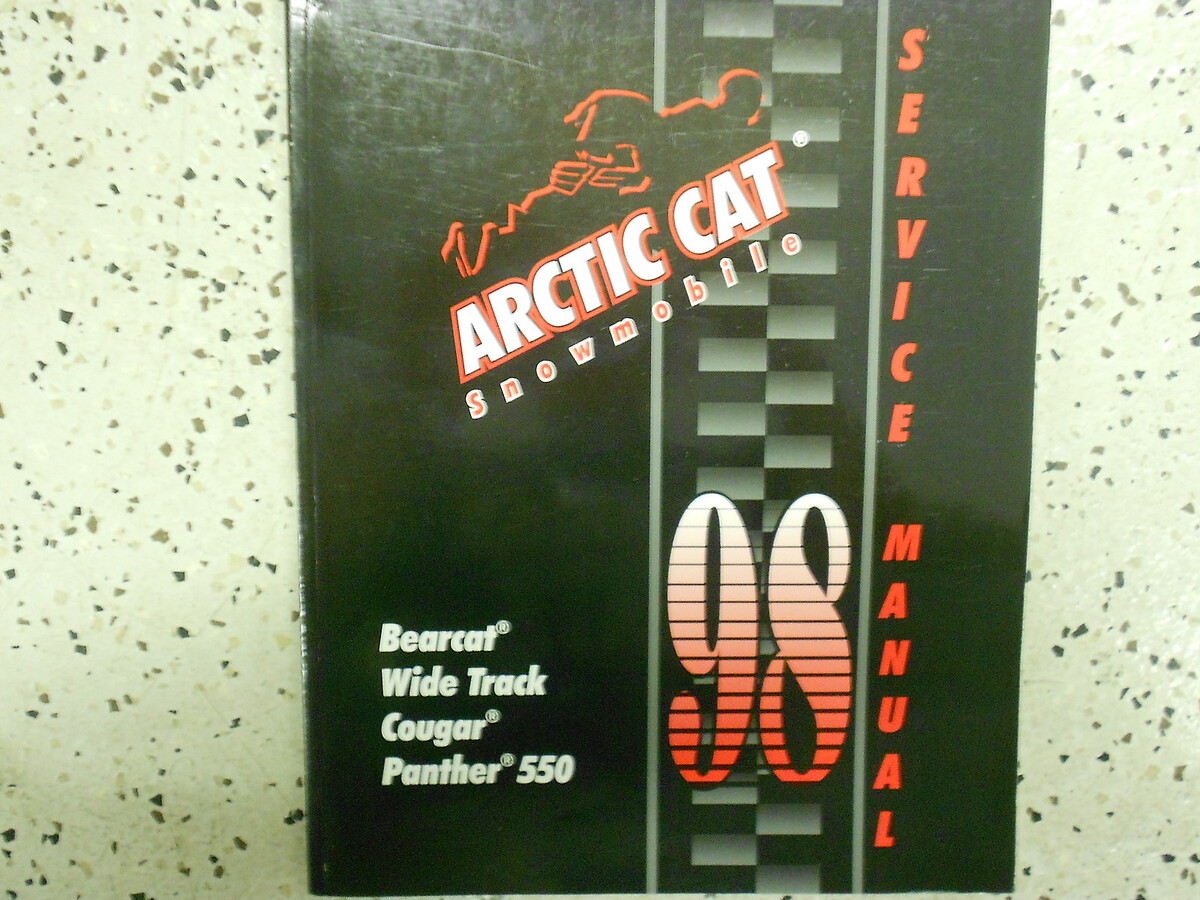 ARCTIC CAT®
Snowmobile
SERVICE MANUAL
98
Bearcat®
Wide Track
Cougar®
Panther® 550